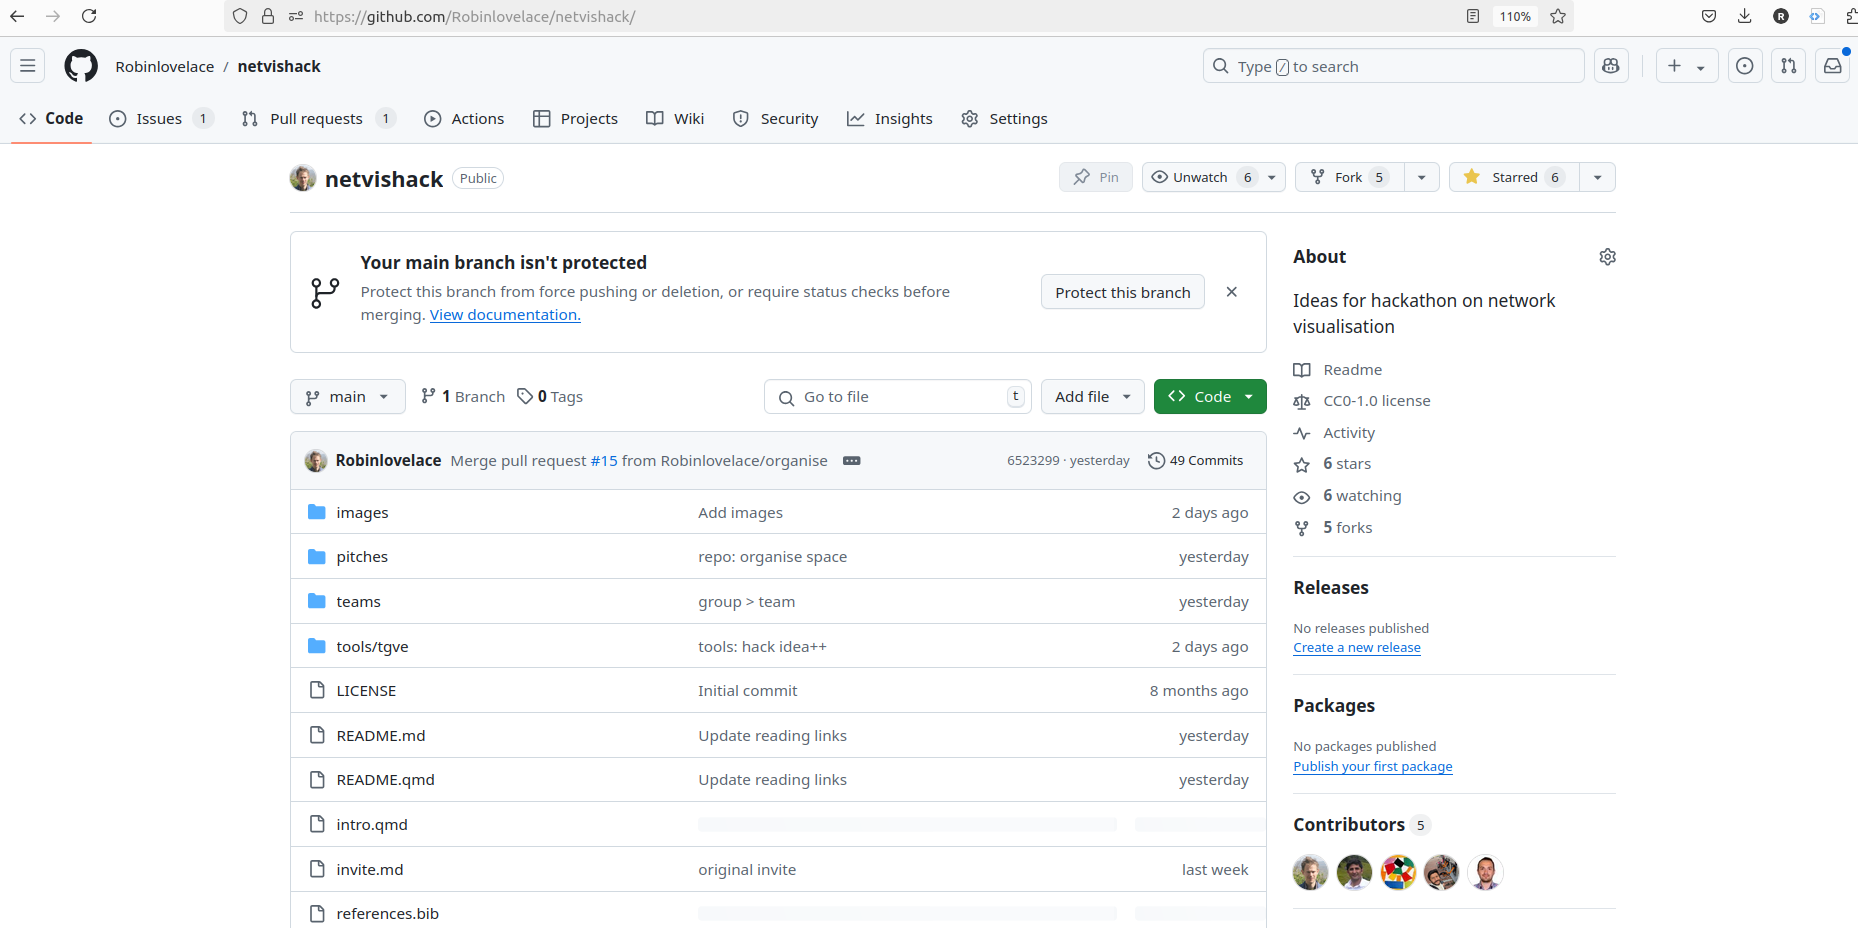 https://github.com/Robinlovelace/netvishack/
110%
R
Robinlovelace / netvishack
Type / to search
Code
Issues 1
Pull requests 1
Actions
Projects
Wiki
Security
Insights
Settings
netvishack Public
Pin
Unwatch 6
Fork 5
Starred 6
Your main branch isn't protected
Protect this branch from force pushing or deletion, or require status checks before
merging. View documentation.
Protect this branch
About
Ideas for hackathon on network
visualisation
Readme
CC0-1.0 license
Activity
6 stars
6 watching
5 forks
main
1 Branch
0 Tags
Go to file t
Add file
Code
Robinlovelace Merge pull request #15 from Robinlovelace/organise 6523299 · yesterday 49 Commits
images Add images 2 days ago
pitches repo: organise space yesterday
teams group > team yesterday
tools/tgve tools: hack idea++ 2 days ago
LICENSE Initial commit 8 months ago
README.md Update reading links yesterday
README.qmd Update reading links yesterday
intro.qmd
invite.md original invite last week
references.bib
Releases
No releases published
Create a new release
Packages
No packages published
Publish your first package
Contributors 5